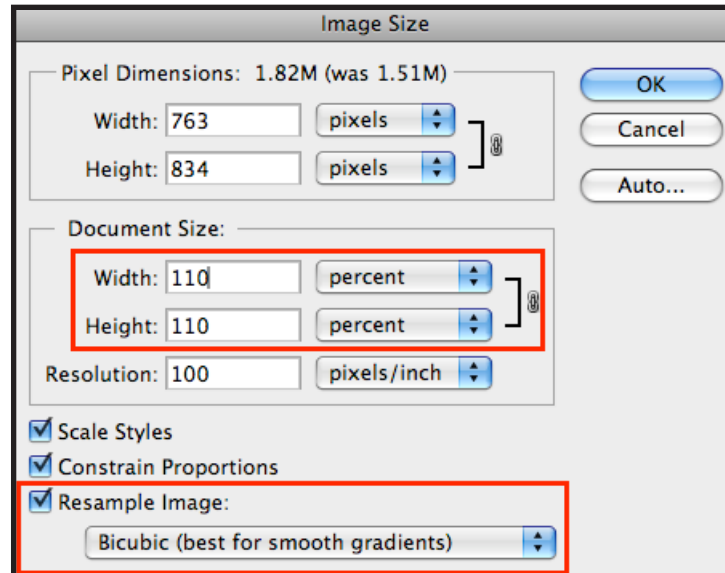 Image Size
Pixel Dimensions: 1.82M (was 1.51M)
OK
Width: 763 pixels
Cancel
Height: 834 pixels
Auto...
Document Size:
Width: 110 percent
Height: 110 percent
Resolution: 100 pixels/inch
Scale Styles
Constrain Proportions
Resample Image:
Bicubic (best for smooth gradients)